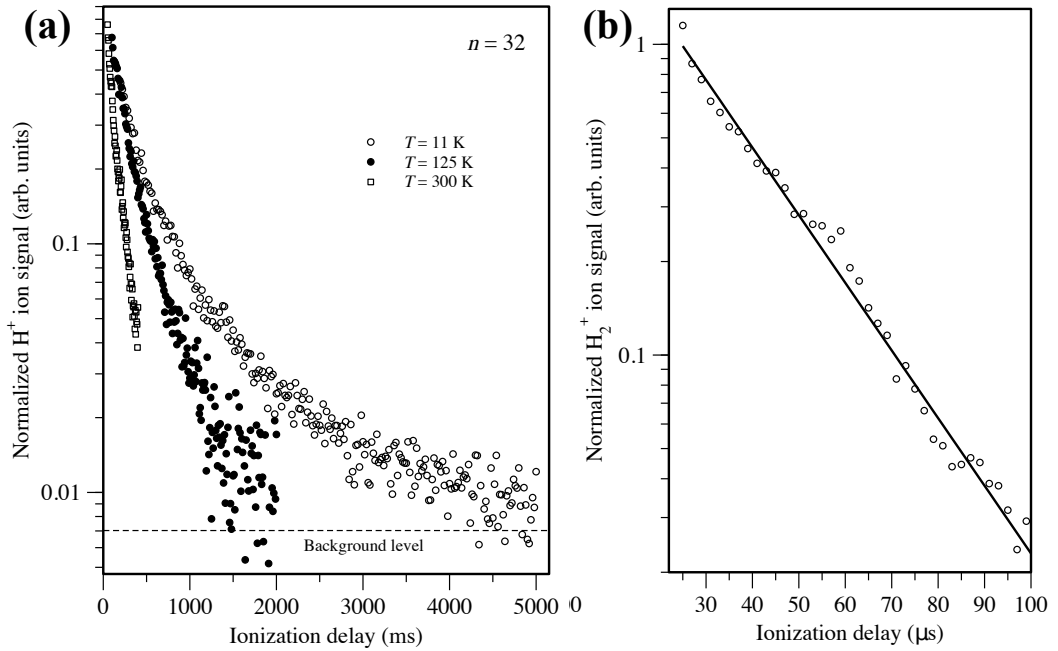 (a)
n = 32
T = 11 K
T = 125 K
T = 300 K
Normalized H+ ion signal (arb. units)
0.1
0.01
Background level
0 1000 2000 3000 4000 5000
Ionization delay (ms)
(b)
Normalized H2+ ion signal (arb. units)
1
0.1
0
30 40 50 60 70 80 90 100
Ionization delay (μs)